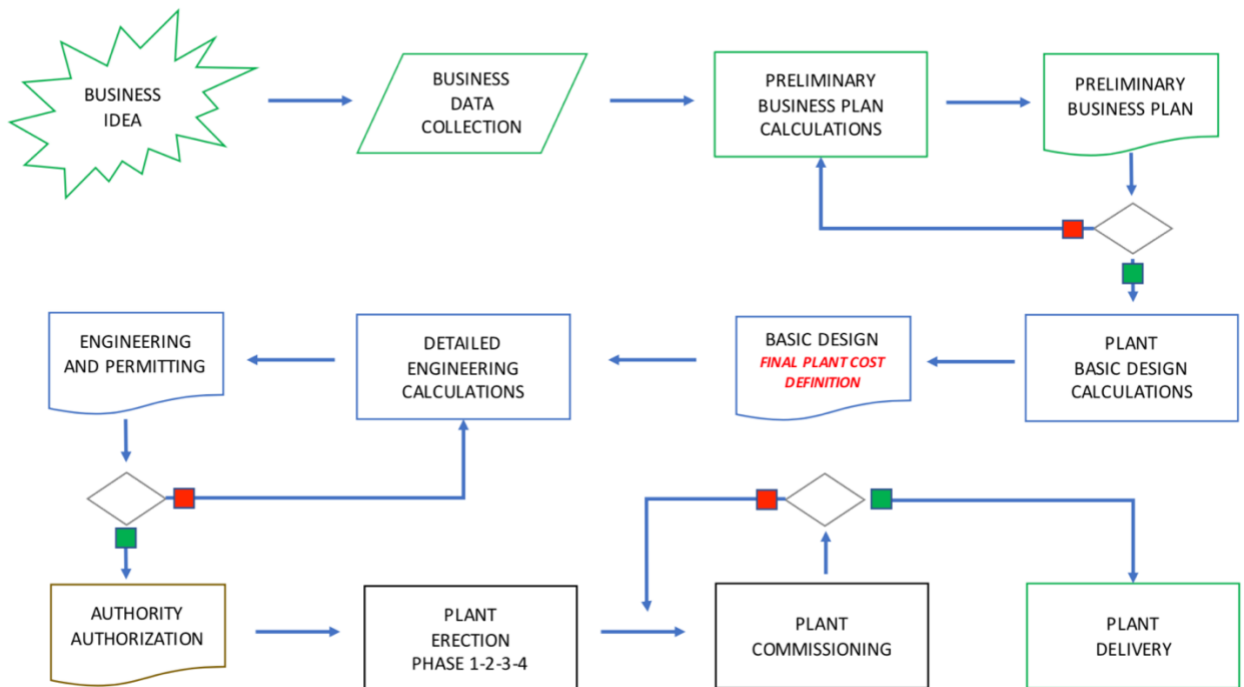 BUSINESS
IDEA
BUSINESS
DATA
COLLECTION
PRELIMINARY
BUSINESS PLAN
CALCULATIONS
PRELIMINARY
BUSINESS PLAN
ENGINEERING
AND PERMITTING
DETAILED
ENGINEERING
CALCULATIONS
BASIC DESIGN
FINAL PLANT COST
DEFINITION
PLANT
BASIC DESIGN
CALCULATIONS
AUTHORITY
AUTHORIZATION
PLANT
ERECTION
PHASE 1-2-3-4
PLANT
COMMISSIONING
PLANT
DELIVERY